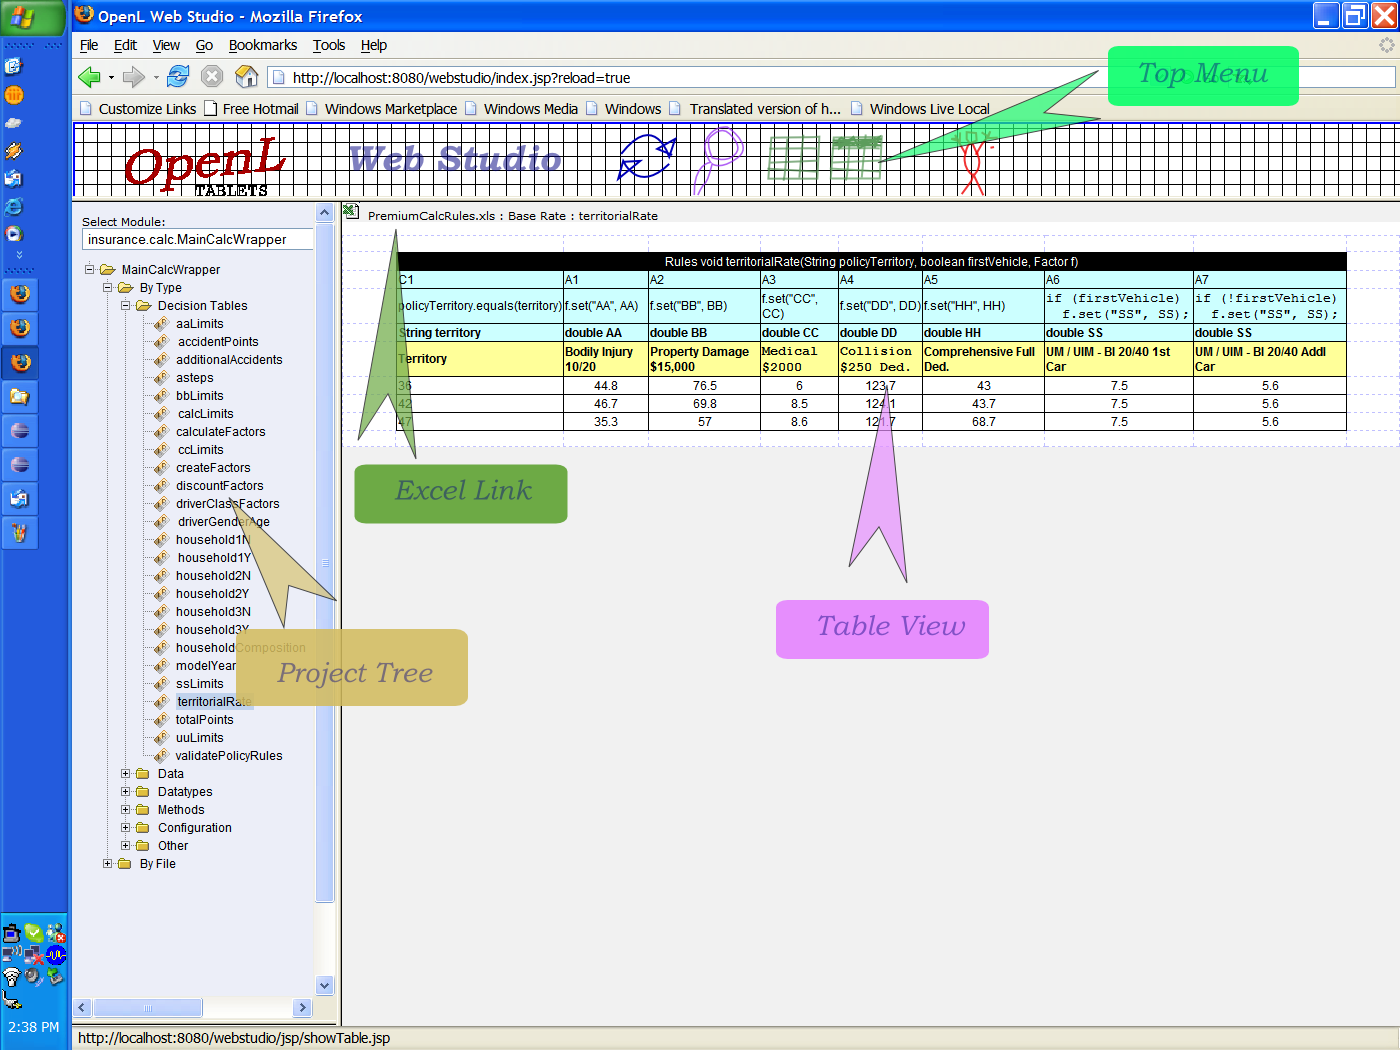 OpenL Web Studio - Mozilla Firefox
File Edit View Go Bookmarks Tools Help
http://localhost:8080/webstudio/index.jsp?reload=true
Customize Links Free Hotmail Windows Marketplace Windows Media Windows Translated version of h... Windows Live Local
Top Menu
OpenL
TABLETS
Web Studio
Select Module:
insurance.calc.MainCalcWrapper
MainCalcWrapper
By Type
Decision Tables
aaLimits
accidentPoints
additionalAccidents
asteps
bbLimits
calcLimits
calculateFactors
ccLimits
createFactors
discountFactors
driverClassFactors
driverGenderAge
household1N
household1Y
household2N
household2Y
household3N
household3Y
householdComposition
modelYear
ssLimits
territorialRate
totalPoints
uuLimits
validatePolicyRules
Data
Datatypes
Methods
Configuration
Other
By File
Project Tree
PremiumCalcRules.xls : Base Rate : territorialRate
Rules void territorialRate(String policyTerritory, boolean firstVehicle, Factor f)
C1 A1 A2 A3 A4 A5 A6 A7
policyTerritory.equals(territory) f.set("AA", AA) f.set("BB", BB) f.set("CC", CC) f.set("DD", DD) f.set("HH", HH) if (firstVehicle) f.set("SS", SS); if (!firstVehicle) f.set("SS", SS);
String territory double AA double BB double CC double DD double HH double SS double SS
Territory Bodily Injury 10/20 Property Damage $15,000 Medical $2000 Collision $250 Ded. Comprehensive Full Ded. UM / UIM - BI 20/40 1st Car UM / UIM - BI 20/40 Addl Car
36 44.8 76.5 6 123.7 43 7.5 5.6
42 46.7 69.8 8.5 124.1 43.7 7.5 5.6
47 35.3 57 8.6 121.7 68.7 7.5 5.6
Excel Link
Table View
2:38 PM
http://localhost:8080/webstudio/jsp/showTable.jsp